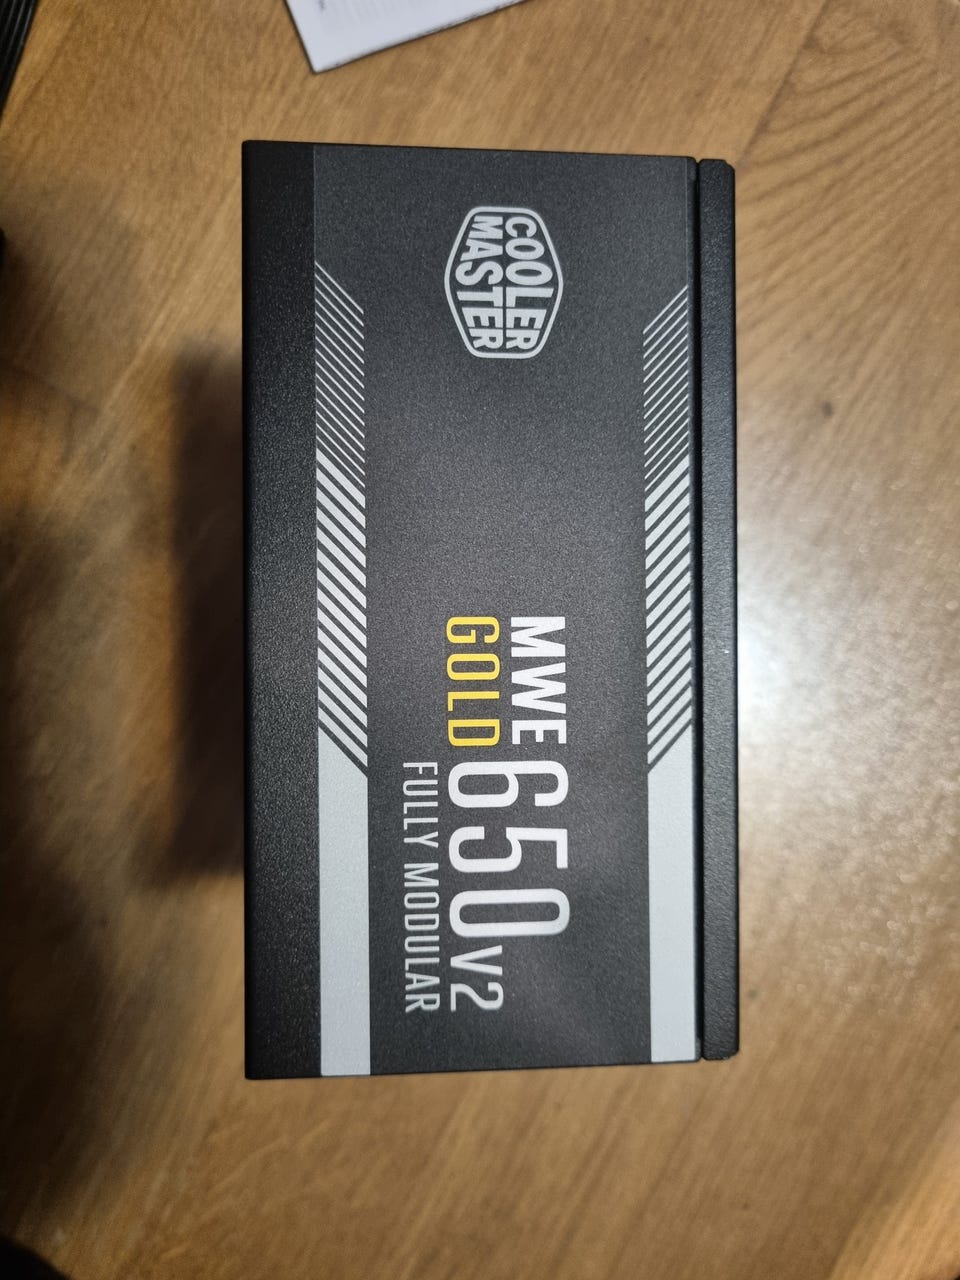 COOLER
MASTER
MWE
GOLD
650 V2
FULLY MODULAR